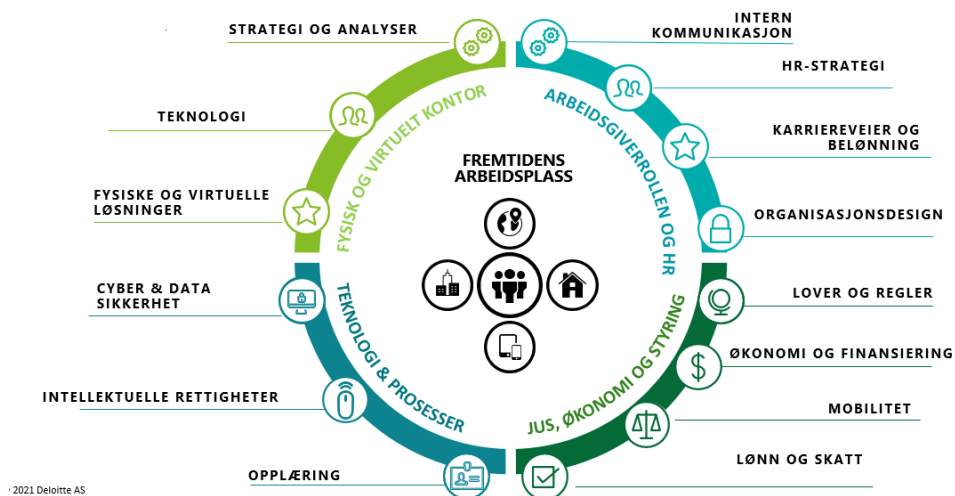 STRATEGI OG ANALYSER
TEKNOLOGI
FYSISKE OG VIRTUELLE
LØSNINGER
CYBER & DATA
SIKKERHET
INTELLEKTUELLE RETTIGHETER
OPPLÆRING
FYSISK OG VIRTUELT KONTOR
TEKNOLOGI & PROSESSER
FREMTIDENS
ARBEIDSPLASS
ARBEIDSGIVERROLLEN OG HR
JUS, ØKONOMI OG STYRING
INTERN
KOMMUNIKASJON
HR-STRATEGI
KARRIEREVEIER OG
BELØNNING
ORGANISASJONSDESIGN
LOVER OG REGLER
ØKONOMI OG FINANSIERING
MOBILITET
LØNN OG SKATT
2021 Deloitte AS